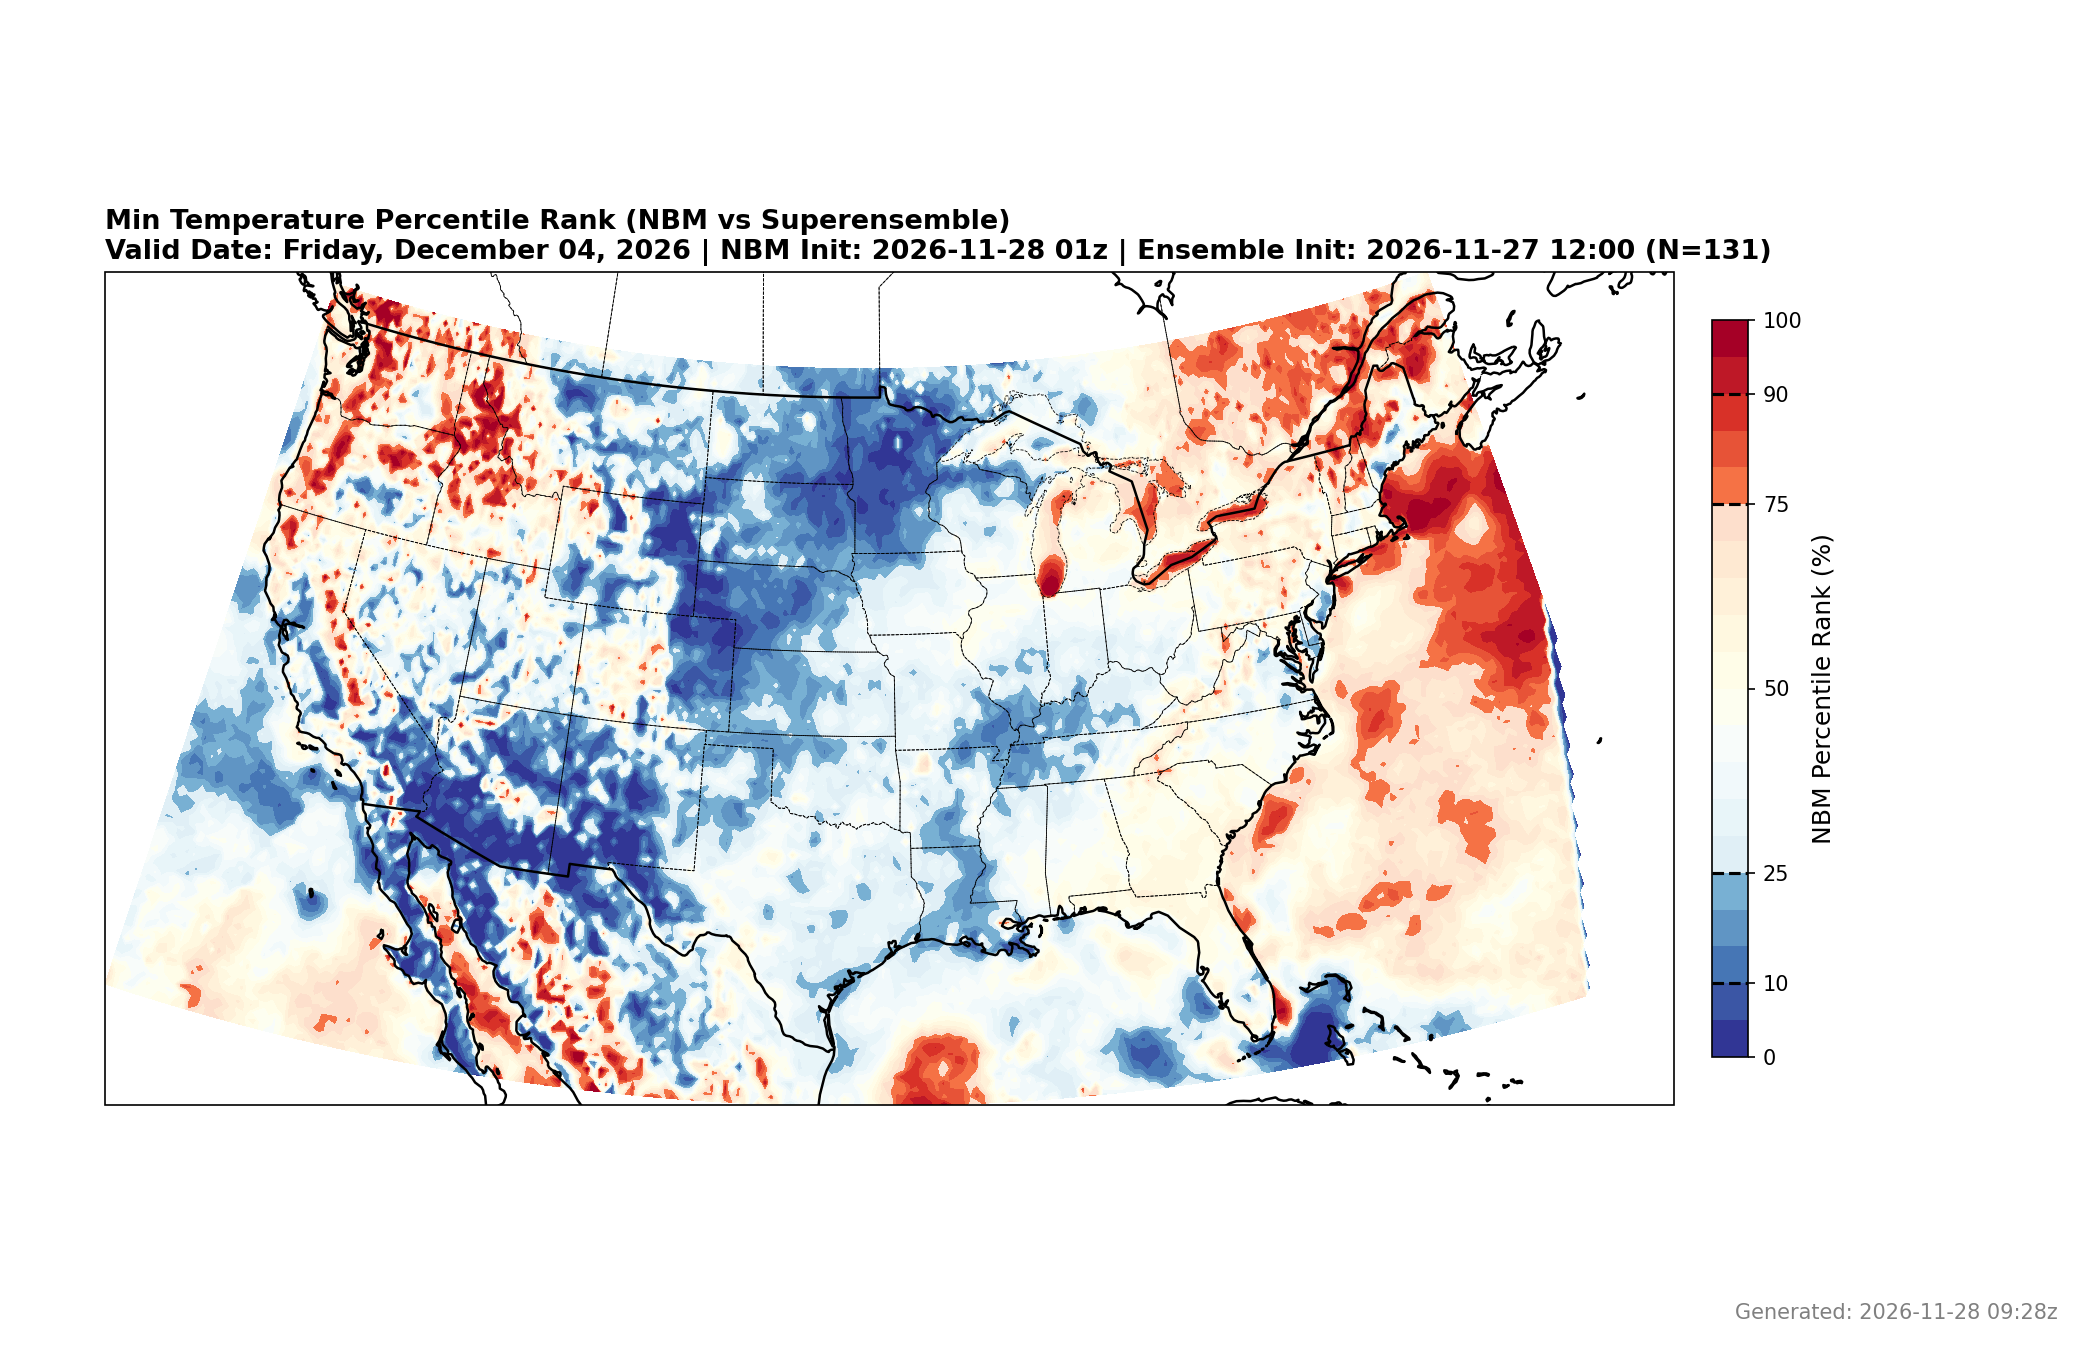 Min Temperature Percentile Rank (NBM vs Superensemble)
Valid Date: Friday, December 04, 2026 | NBM Init: 2026-11-28 01z | Ensemble Init: 2026-11-27 12:00 (N=131)
100
90
75
50
25
10
0
NBM Percentile Rank (%)
Generated: 2026-11-28 09:28z